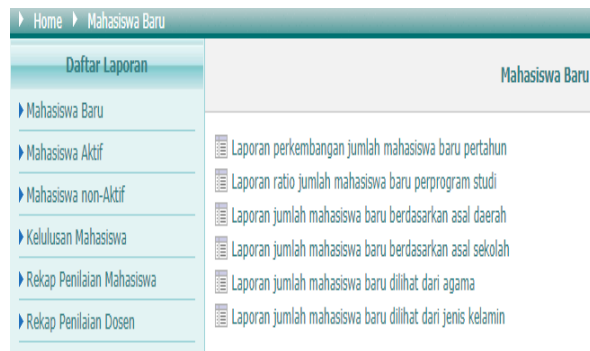 Home Mahasiswa Baru
Daftar Laporan
Mahasiswa Baru
Mahasiswa Aktif
Mahasiswa non-Aktif
Kelulusan Mahasiswa
Rekap Penilaian Mahasiswa
Rekap Penilaian Dosen
Mahasiswa Baru
Laporan perkembangan jumlah mahasiswa baru pertahun
Laporan ratio jumlah mahasiswa baru perprogram studi
Laporan jumlah mahasiswa baru berdasarkan asal daerah
Laporan jumlah mahasiswa baru berdasarkan asal sekolah
Laporan jumlah mahasiswa baru dilihat dari agama
Laporan jumlah mahasiswa baru dilihat dari jenis kelamin